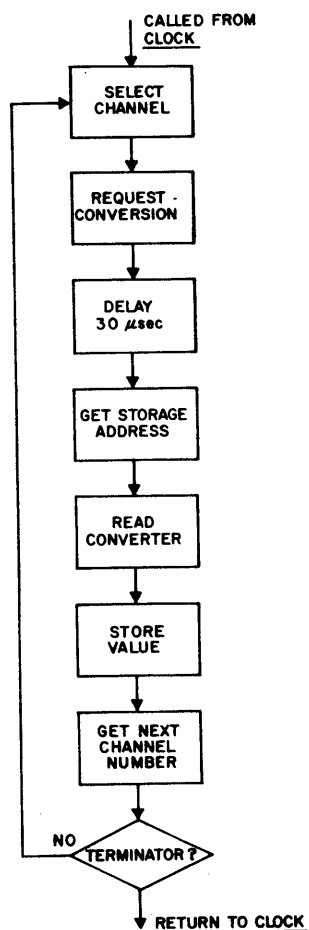 CALLED FROM
CLOCK
SELECT
CHANNEL
REQUEST
CONVERSION
DELAY
30 μsec
GET STORAGE
ADDRESS
READ
CONVERTER
STORE
VALUE
GET NEXT
CHANNEL
NUMBER
NO
TERMINATOR?
RETURN TO CLOCK